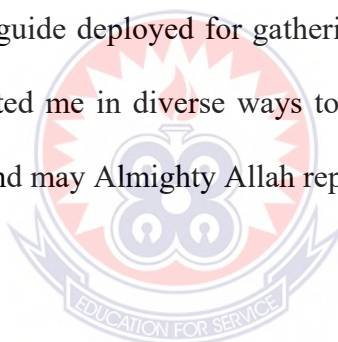 guide deployed for gatheri
ted me in diverse ways to
nd may Almighty Allah rep
EDUCATION FOR SERVICE